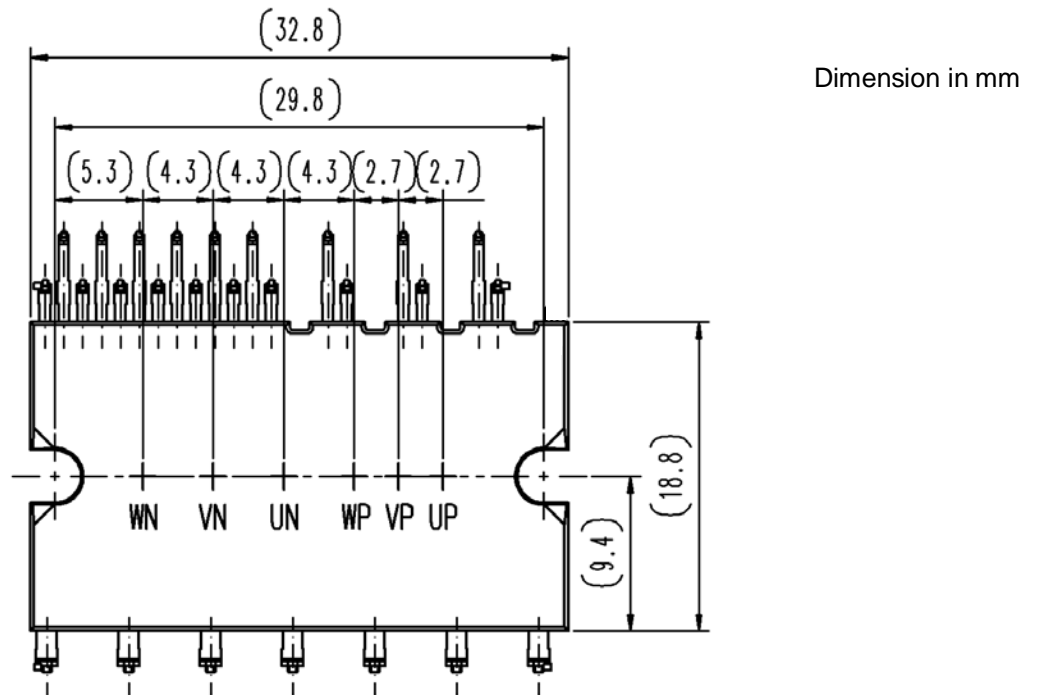 (32.8)
Dimension in mm
(29.8)
(5.3) (4.3) (4.3) (4.3) (2.7) (2.7)
(18.8)
(9.4)
WN VN UN WP VP UP